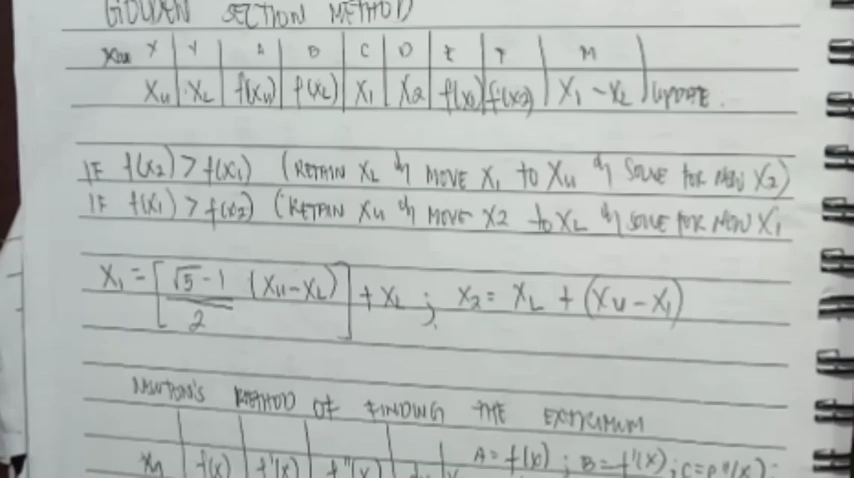 GOLDEN SECTION METHOD
X Y A B C D E F M
Xu XL f(Xu) f(XL) X1 X2 f(X1) f(X2) X1 - XL UPDATE.
IF f(X2) > f(X1) (RETAIN XL & MOVE X1 to Xu & SOLVE for NEW X2)
IF f(X1) > f(X2) (RETAIN Xu & MOVE X2 to XL & SOLVE FOR NEW X1
X1 = [√5 - 1 / 2 (Xu - XL)] + XL ; X2 = XL + (Xu - X1)
NEWTON'S METHOD OF FINDING THE EXTREMUM
A = f(x) ; B = f'(x) ; C = f''(x) ;
Xn f(x) f'(x) f''(x)